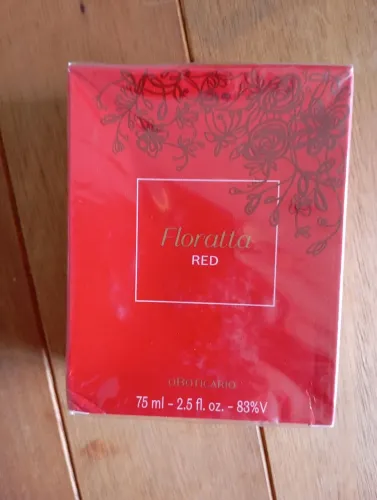 Floratta
RED
oBOTICÁRIO
75 ml - 2.5 fl. oz. - 83%V